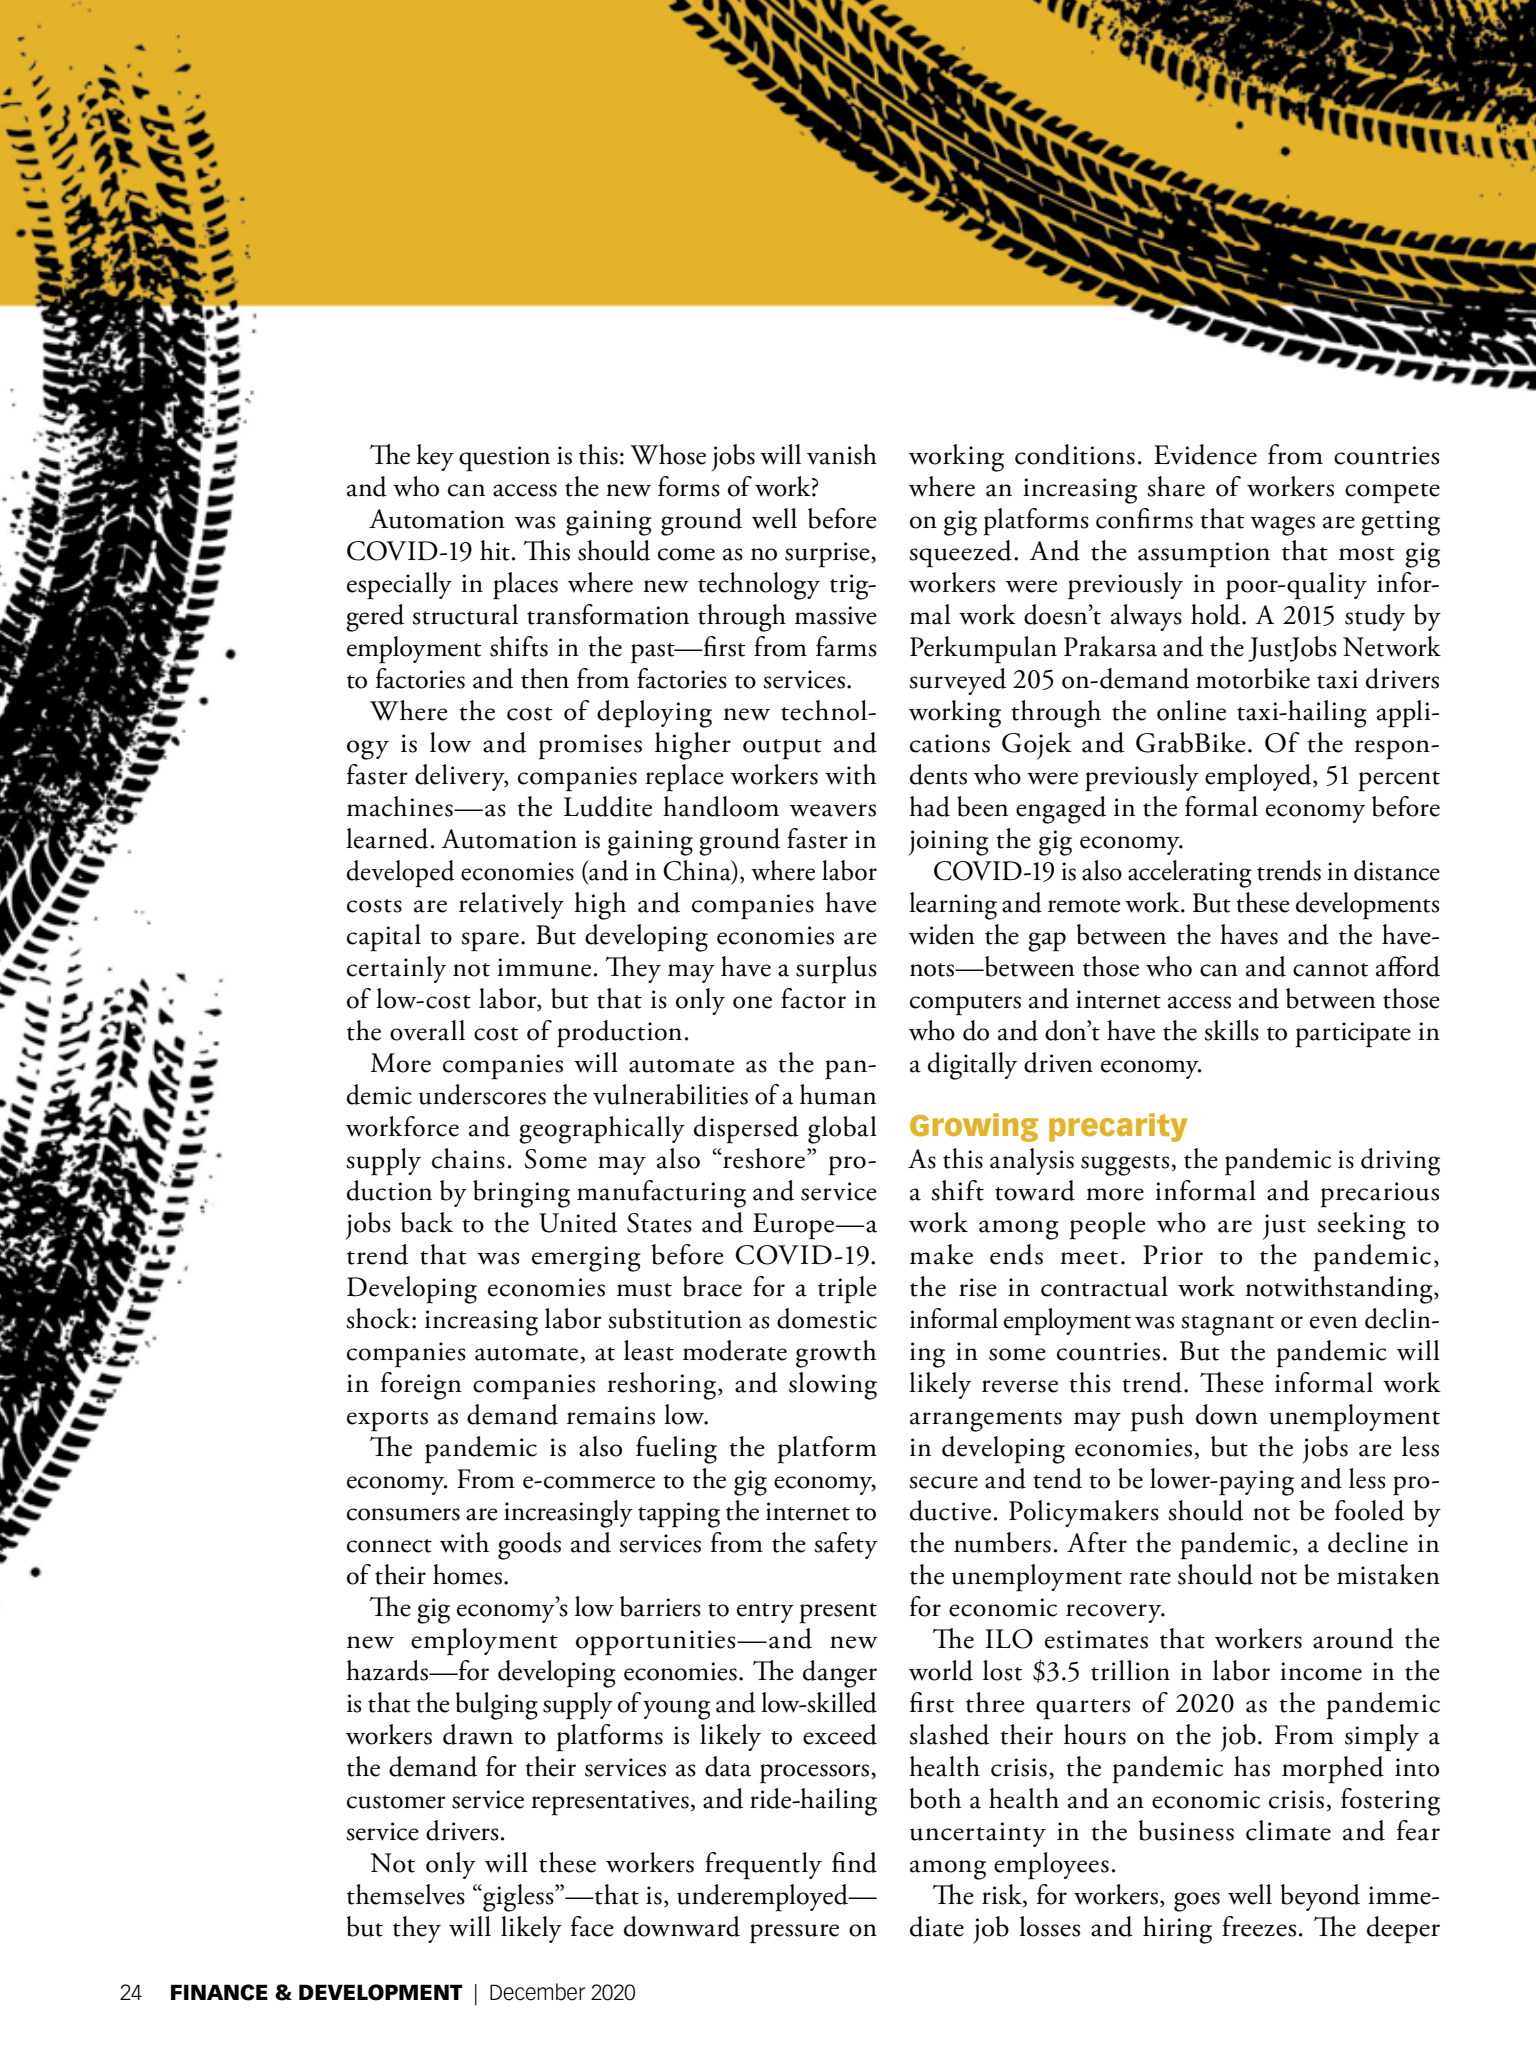 The key question is this: Whose jobs will vanish
and who can access the new forms of work?
Automation was gaining ground well before
COVID-19 hit. This should come as no surprise,
especially in places where new technology trig-
gered structural transformation through massive
employment shifts in the past—first from farms
to factories and then from factories to services.
Where the cost of deploying new technol-
ogy is low and promises higher output and
faster delivery, companies replace workers with
machines—as the Luddite handloom weavers
learned. Automation is gaining ground faster in
developed economies (and in China), where labor
costs are relatively high and companies have
capital to spare. But developing economies are
certainly not immune. They may have a surplus
of low-cost labor, but that is only one factor in
the overall cost of production.
More companies will automate as the pan-
demic underscores the vulnerabilities of a human
workforce and geographically dispersed global
supply chains. Some may also “reshore” pro-
duction by bringing manufacturing and service
jobs back to the United States and Europe—a
trend that was emerging before COVID-19.
Developing economies must brace for a triple
shock: increasing labor substitution as domestic
companies automate, at least moderate growth
in foreign companies reshoring, and slowing
exports as demand remains low.
The pandemic is also fueling the platform
economy. From e-commerce to the gig economy,
consumers are increasingly tapping the internet to
connect with goods and services from the safety
of their homes.
The gig economy’s low barriers to entry present
new employment opportunities—and new
hazards—for developing economies. The danger
is that the bulging supply of young and low-skilled
workers drawn to platforms is likely to exceed
the demand for their services as data processors,
customer service representatives, and ride-hailing
service drivers.
Not only will these workers frequently find
themselves “gigless”—that is, underemployed—
but they will likely face downward pressure on
working conditions. Evidence from countries
where an increasing share of workers compete
on gig platforms confirms that wages are getting
squeezed. And the assumption that most gig
workers were previously in poor-quality infor-
mal work doesn’t always hold. A 2015 study by
Perkumpulan Prakarsa and the JustJobs Network
surveyed 205 on-demand motorbike taxi drivers
working through the online taxi-hailing appli-
cations Gojek and GrabBike. Of the respon-
dents who were previously employed, 51 percent
had been engaged in the formal economy before
joining the gig economy.
COVID-19 is also accelerating trends in distance
learning and remote work. But these developments
widen the gap between the haves and the have-
nots—between those who can and cannot afford
computers and internet access and between those
who do and don’t have the skills to participate in
a digitally driven economy.
Growing precarity
As this analysis suggests, the pandemic is driving
a shift toward more informal and precarious
work among people who are just seeking to
make ends meet. Prior to the pandemic,
the rise in contractual work notwithstanding,
informal employment was stagnant or even declin-
ing in some countries. But the pandemic will
likely reverse this trend. These informal work
arrangements may push down unemployment
in developing economies, but the jobs are less
secure and tend to be lower-paying and less pro-
ductive. Policymakers should not be fooled by
the numbers. After the pandemic, a decline in
the unemployment rate should not be mistaken
for economic recovery.
The ILO estimates that workers around the
world lost $3.5 trillion in labor income in the
first three quarters of 2020 as the pandemic
slashed their hours on the job. From simply a
health crisis, the pandemic has morphed into
both a health and an economic crisis, fostering
uncertainty in the business climate and fear
among employees.
The risk, for workers, goes well beyond imme-
diate job losses and hiring freezes. The deeper
24 FINANCE & DEVELOPMENT | December 2020